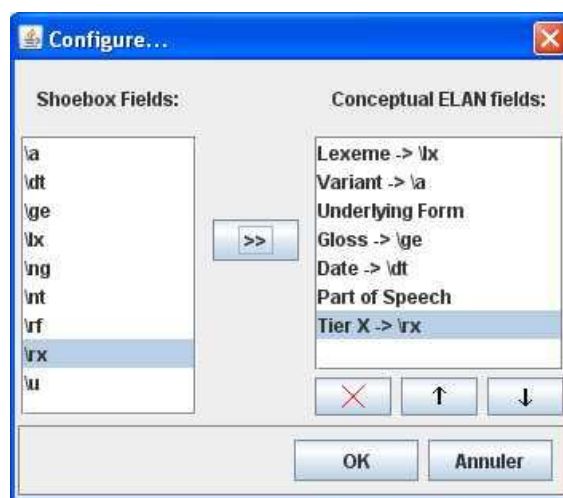 Configure...
Shoebox Fields:
\a
\dt
\ge
\lx
\ng
\nt
\rf
\rx
\u
>>
Conceptual ELAN fields:
Lexeme -> \lx
Variant -> \a
Underlying Form
Gloss -> \ge
Date -> \dt
Part of Speech
Tier X -> \rx
OK
Annuler